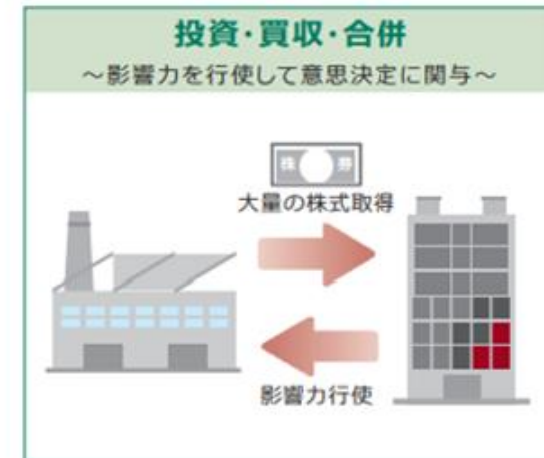 投資・買収・合併
～影響力を行使して意思決定に関与～
株 券
大量の株式取得
影響力行使